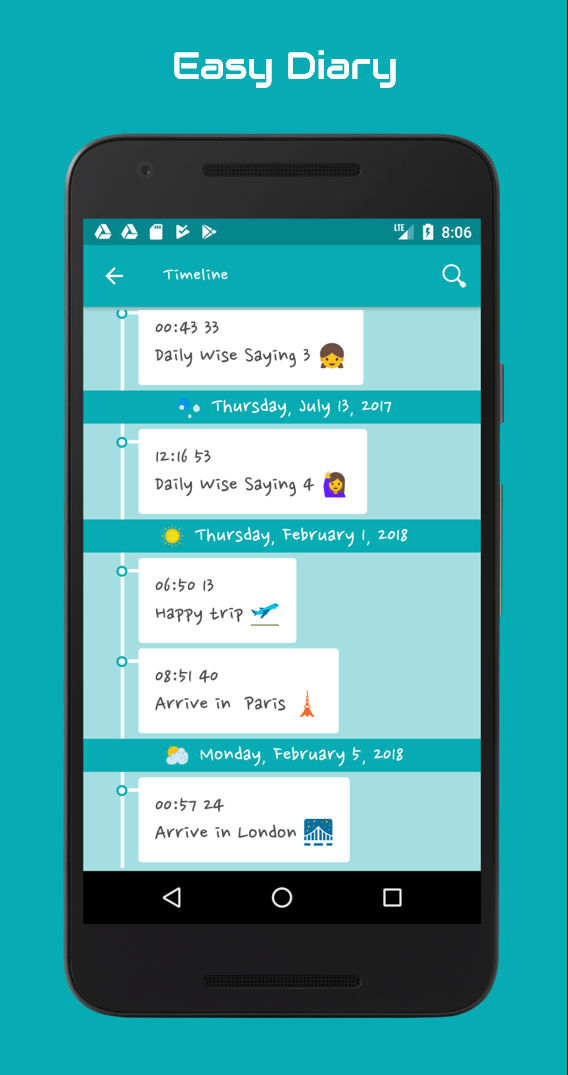 Easy Diary
LTE 8:06
Timeline
00:43 33
Daily Wise Saying 3
Thursday, July 13, 2017
12:16 53
Daily Wise Saying 4
Thursday, February 1, 2018
06:50 13
Happy trip
08:51 40
Arrive in Paris
Monday, February 5, 2018
00:57 24
Arrive in London